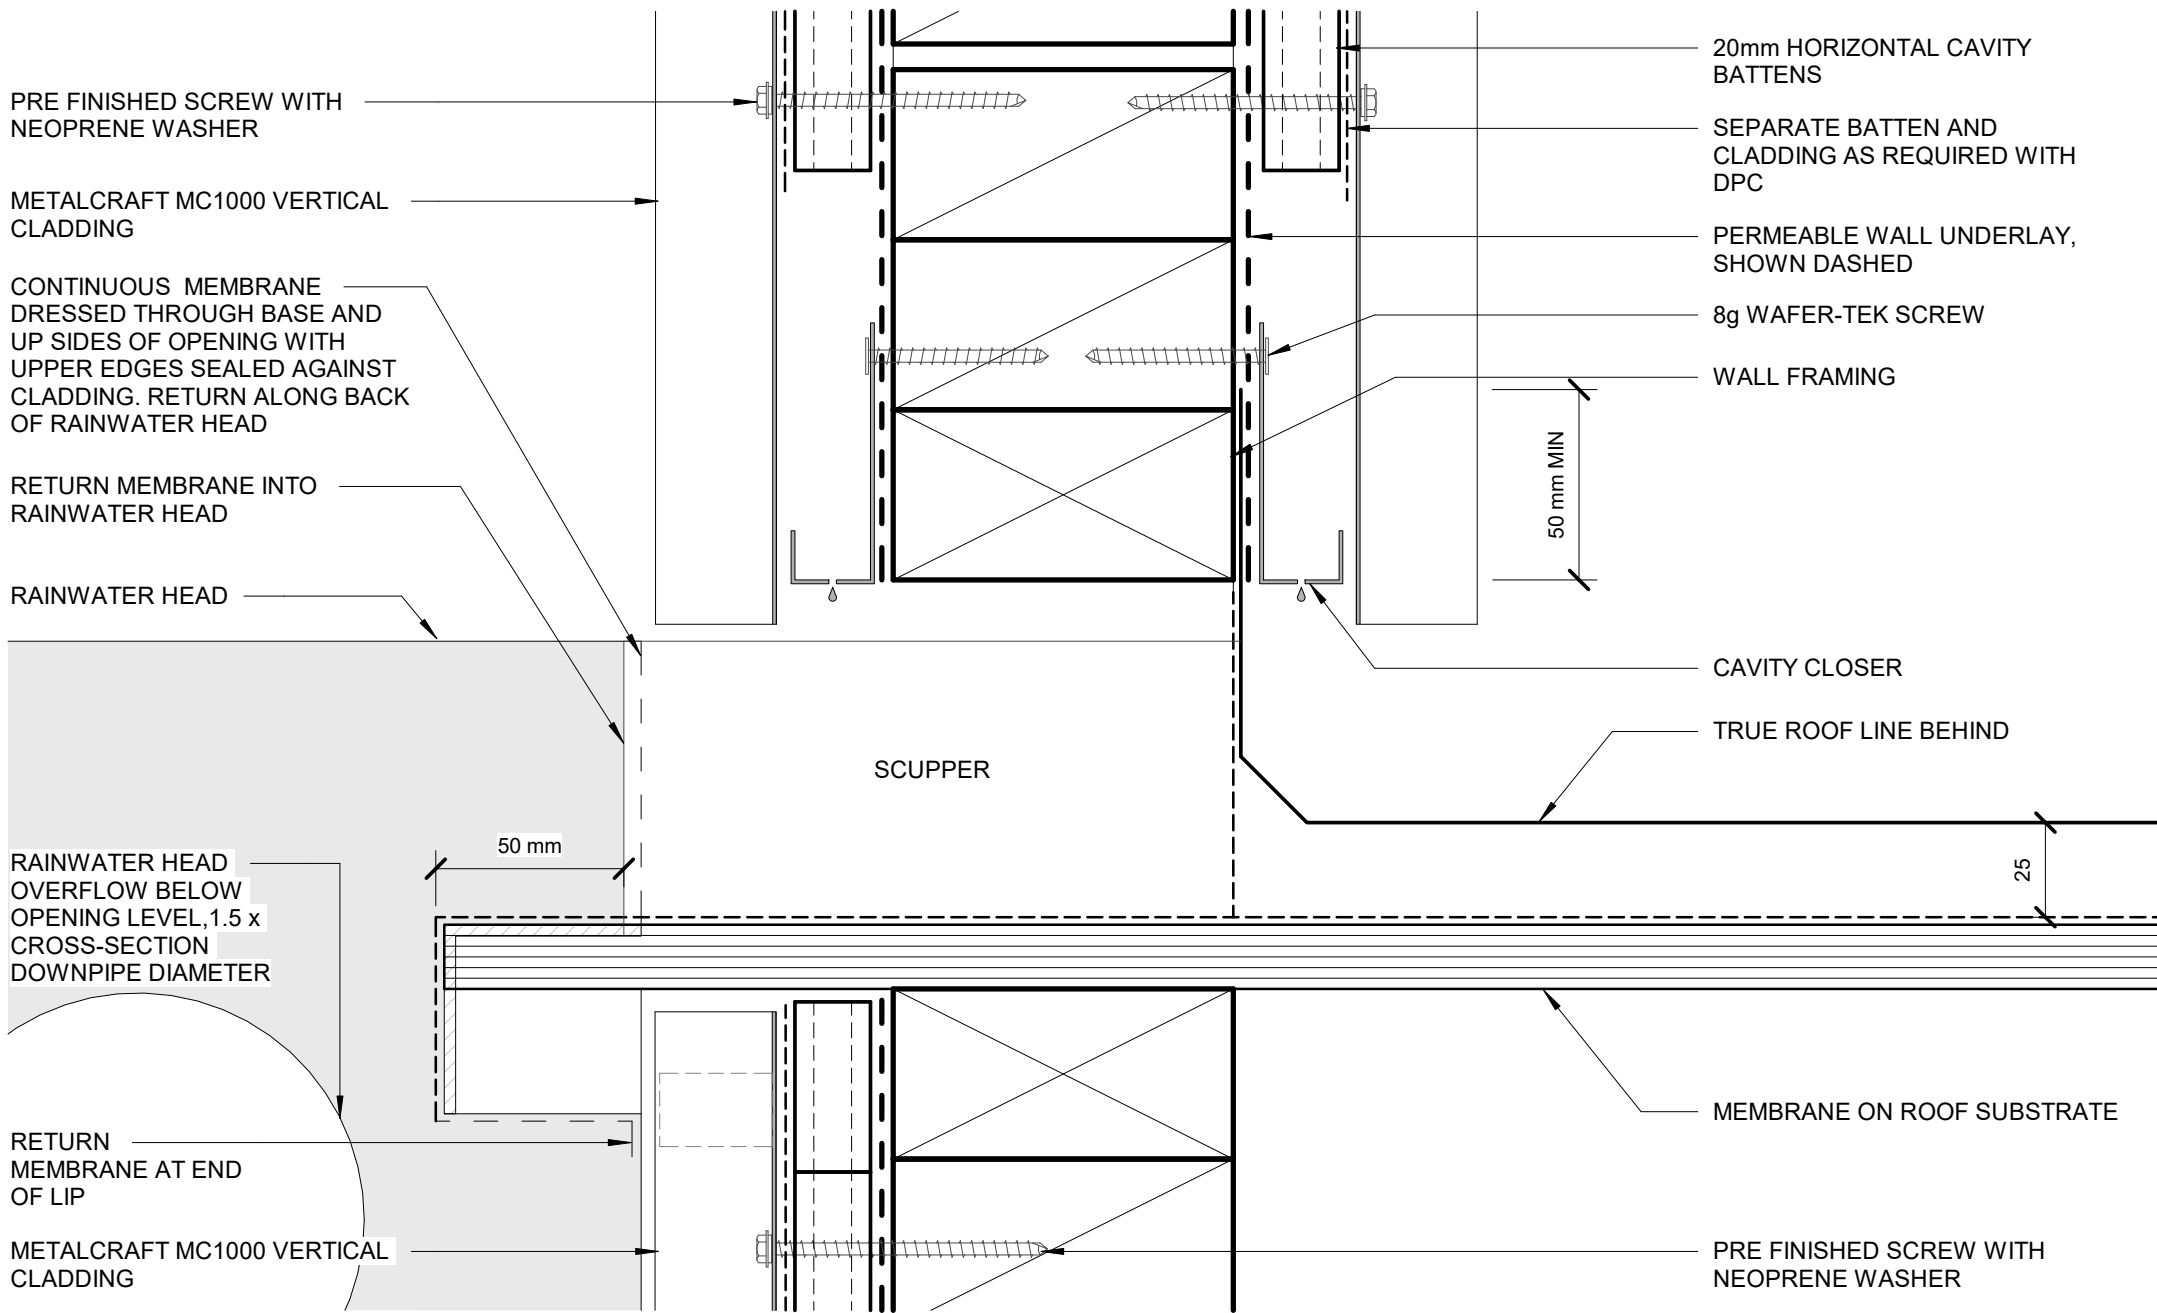 PRE FINISHED SCREW WITH
NEOPRENE WASHER
METALCRAFT MC1000 VERTICAL
CLADDING
CONTINUOUS MEMBRANE
DRESSED THROUGH BASE AND
UP SIDES OF OPENING WITH
UPPER EDGES SEALED AGAINST
CLADDING. RETURN ALONG BACK
OF RAINWATER HEAD
RETURN MEMBRANE INTO
RAINWATER HEAD
RAINWATER HEAD
RAINWATER HEAD
OVERFLOW BELOW
OPENING LEVEL,1.5 x
CROSS-SECTION
DOWNPIPE DIAMETER
RETURN
MEMBRANE AT END
OF LIP
METALCRAFT MC1000 VERTICAL
CLADDING
50 mm
SCUPPER
50 mm MIN
25
20mm HORIZONTAL CAVITY
BATTENS
SEPARATE BATTEN AND
CLADDING AS REQUIRED WITH
DPC
PERMEABLE WALL UNDERLAY,
SHOWN DASHED
8g WAFER-TEK SCREW
WALL FRAMING
CAVITY CLOSER
TRUE ROOF LINE BEHIND
MEMBRANE ON ROOF SUBSTRATE
PRE FINISHED SCREW WITH
NEOPRENE WASHER